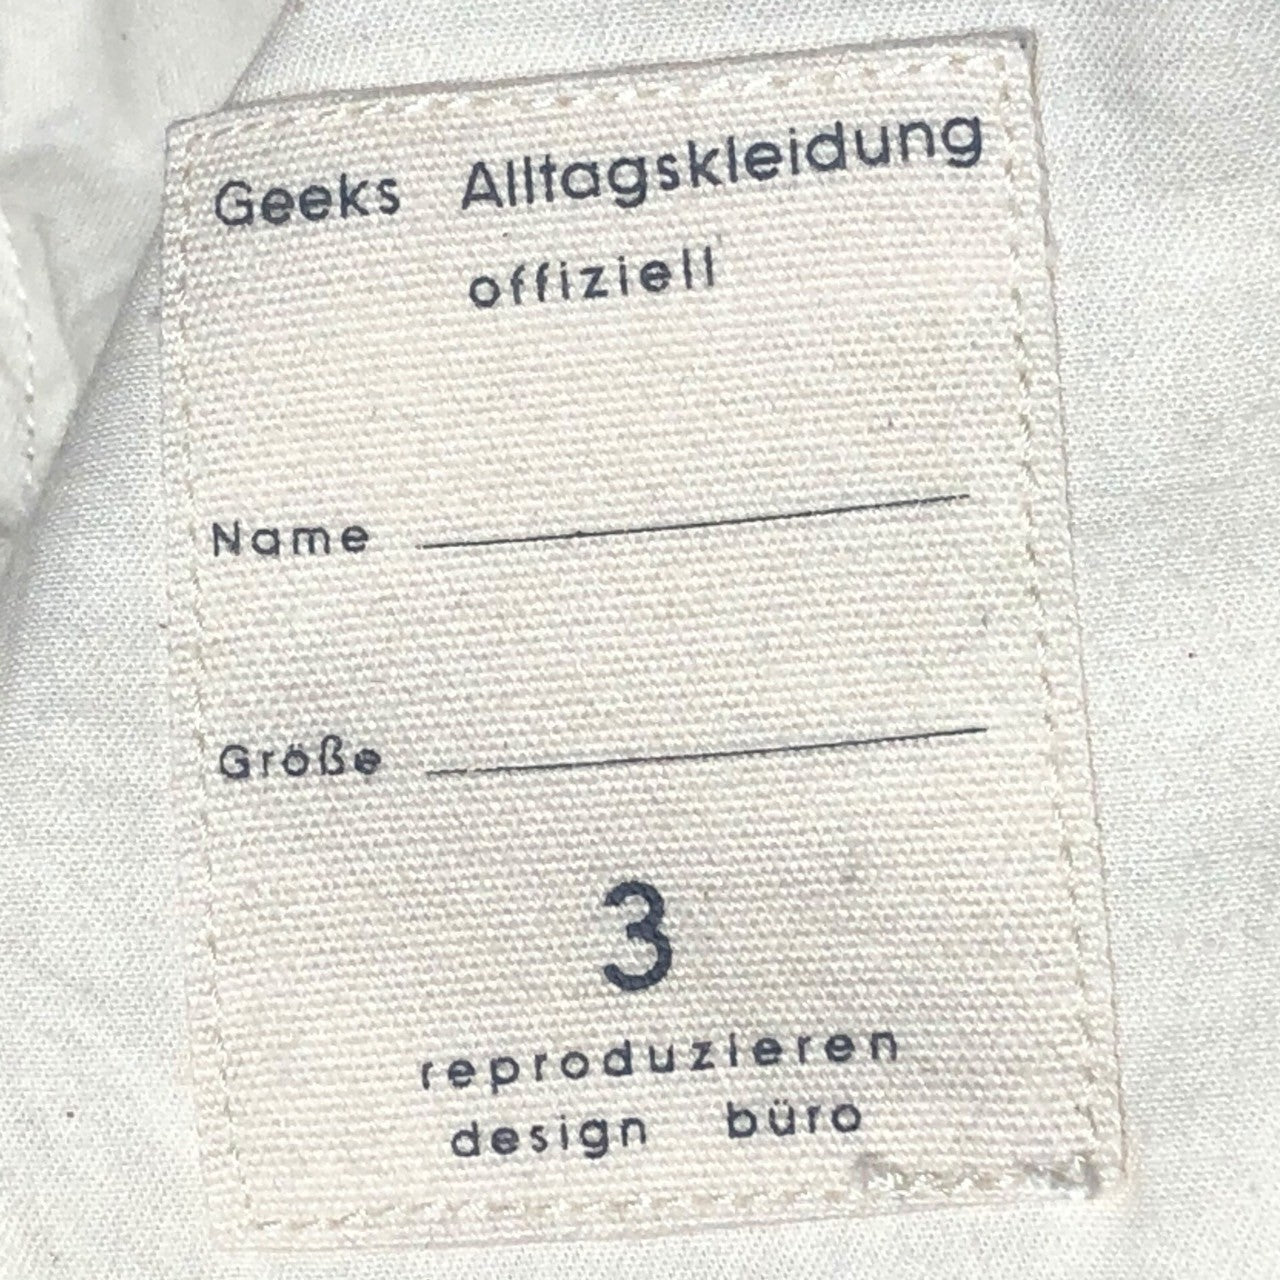 Geeks Alltagskleidung
offiziell
Name
Größe
3
reproduzieren
design büro